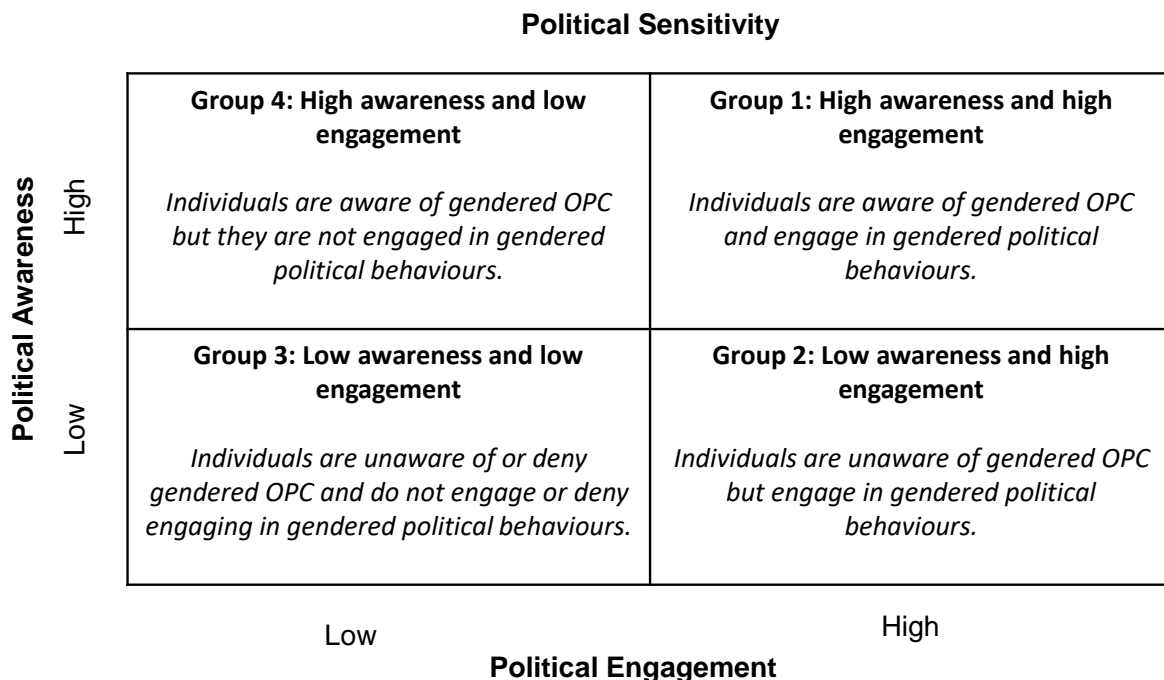 Political Sensitivity
Group 4: High awareness and low
engagement
Individuals are aware of gendered OPC
but they are not engaged in gendered
political behaviours.
Group 1: High awareness and high
engagement
Individuals are aware of gendered OPC
and engage in gendered political
behaviours.
Political Awareness
High
Low
Group 3: Low awareness and low
engagement
Individuals are unaware of or deny
gendered OPC and do not engage or deny
engaging in gendered political behaviours.
Group 2: Low awareness and high
engagement
Individuals are unaware of gendered OPC
but engage in gendered political
behaviours.
Low
High
Political Engagement